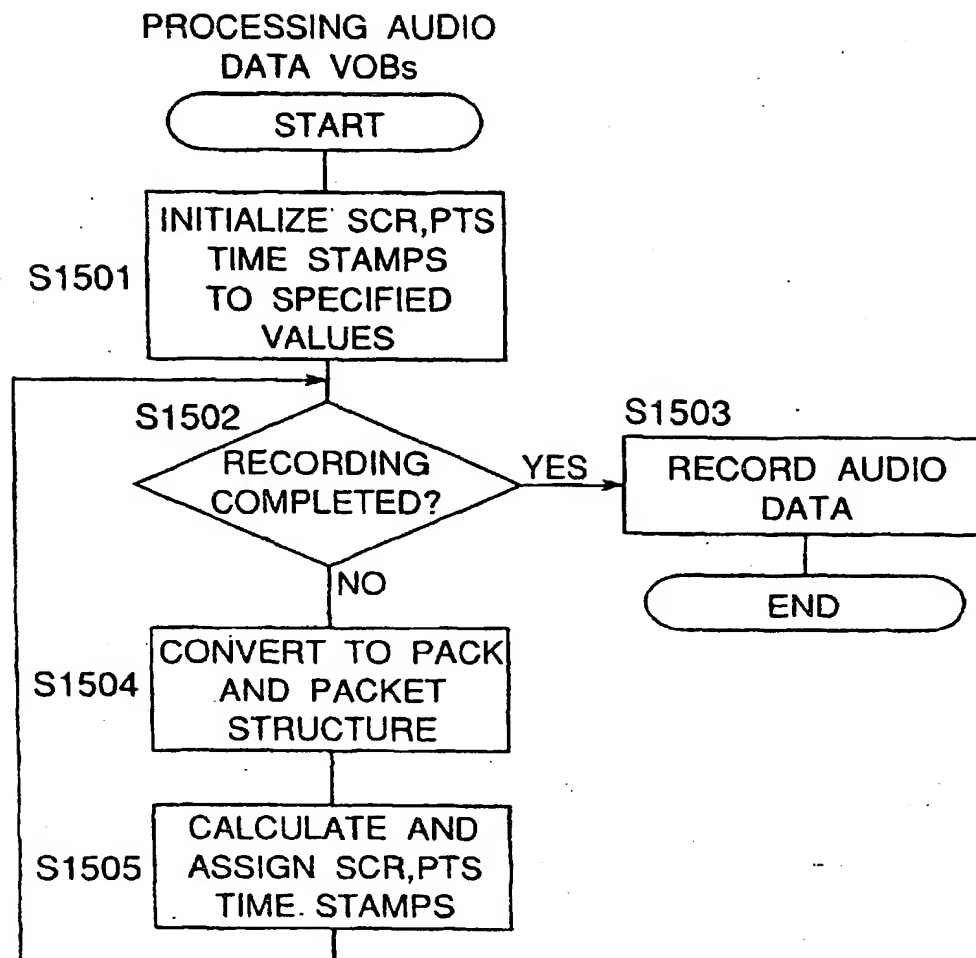 PROCESSING AUDIO
DATA VOBs
START
S1501
INITIALIZE SCR,PTS
TIME STAMPS
TO SPECIFIED
VALUES
S1502
RECORDING
COMPLETED?
YES
S1503
RECORD AUDIO
DATA
END
NO
S1504
CONVERT TO PACK
AND PACKET
STRUCTURE
S1505
CALCULATE AND
ASSIGN SCR,PTS
TIME STAMPS